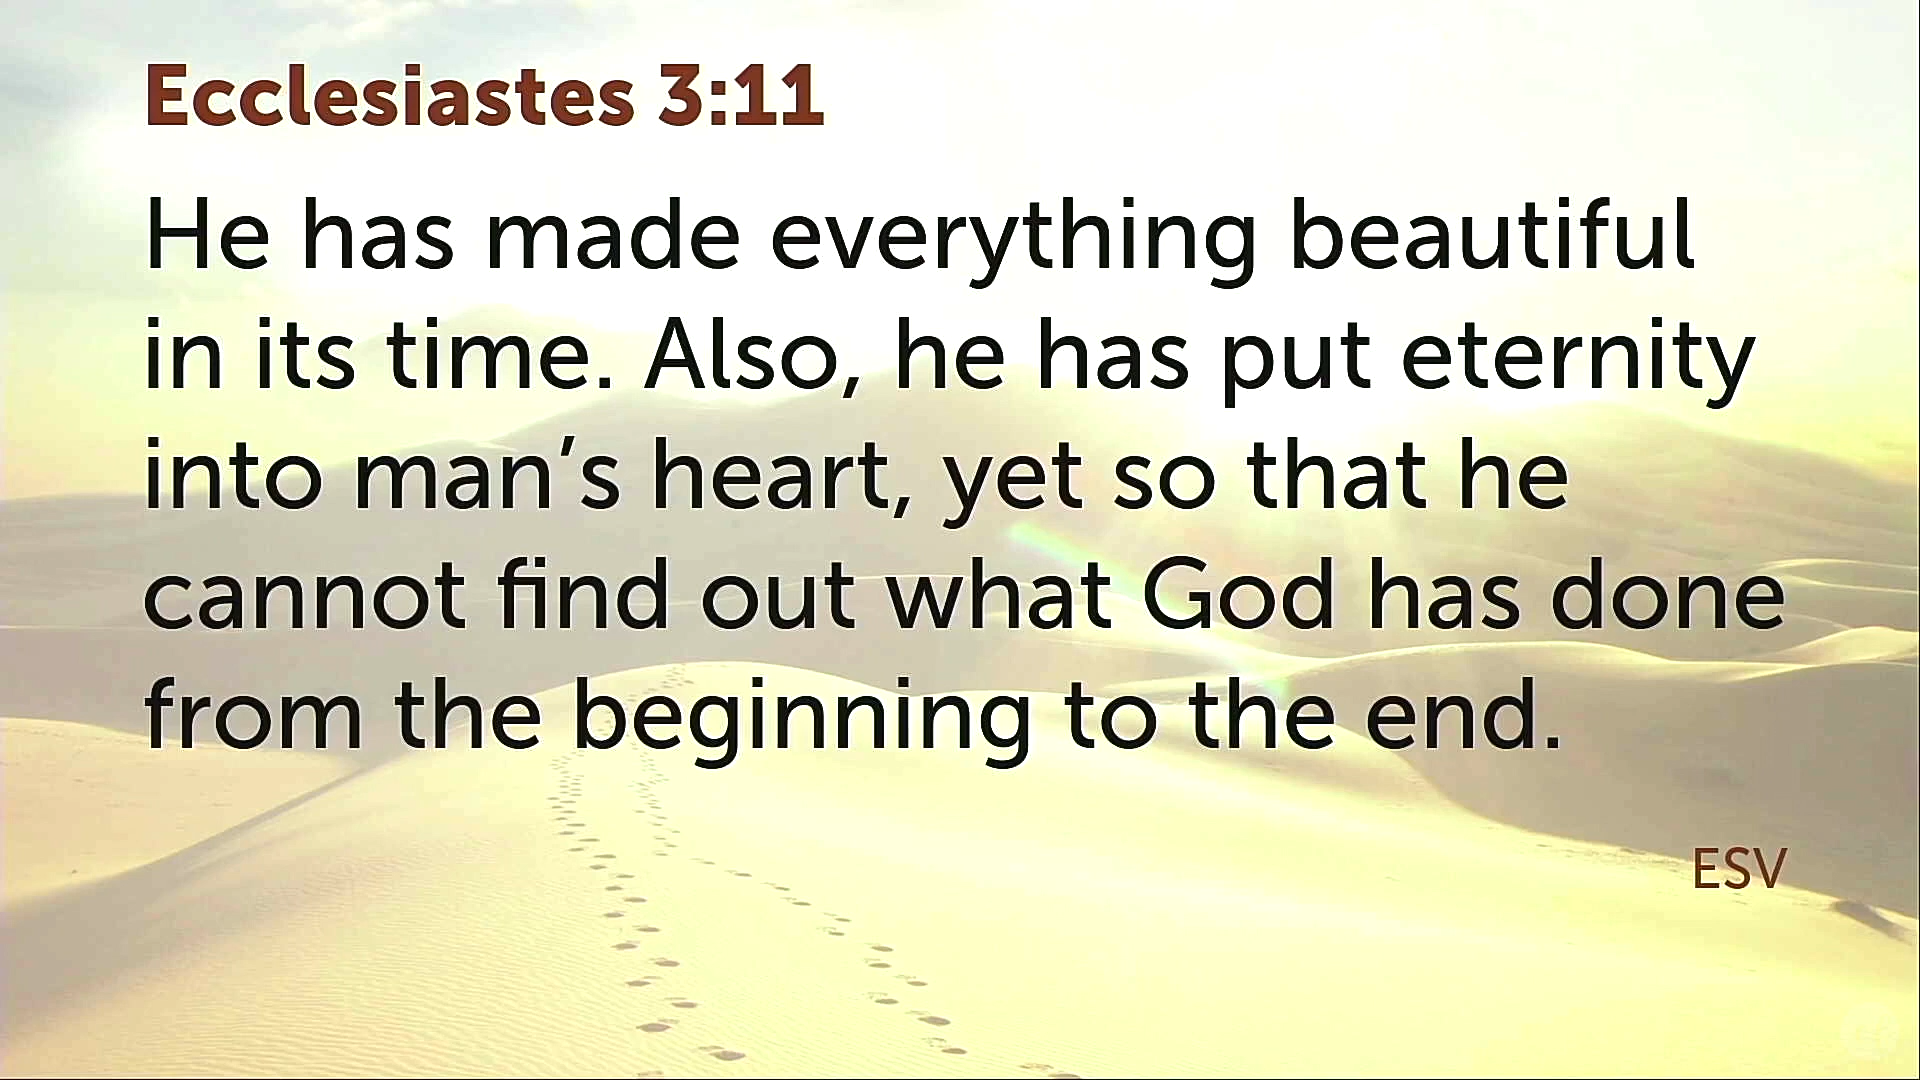 Ecclesiastes 3:11
He has made everything beautiful
in its time. Also, he has put eternity
into man’s heart, yet so that he
cannot find out what God has done
from the beginning to the end.
ESV